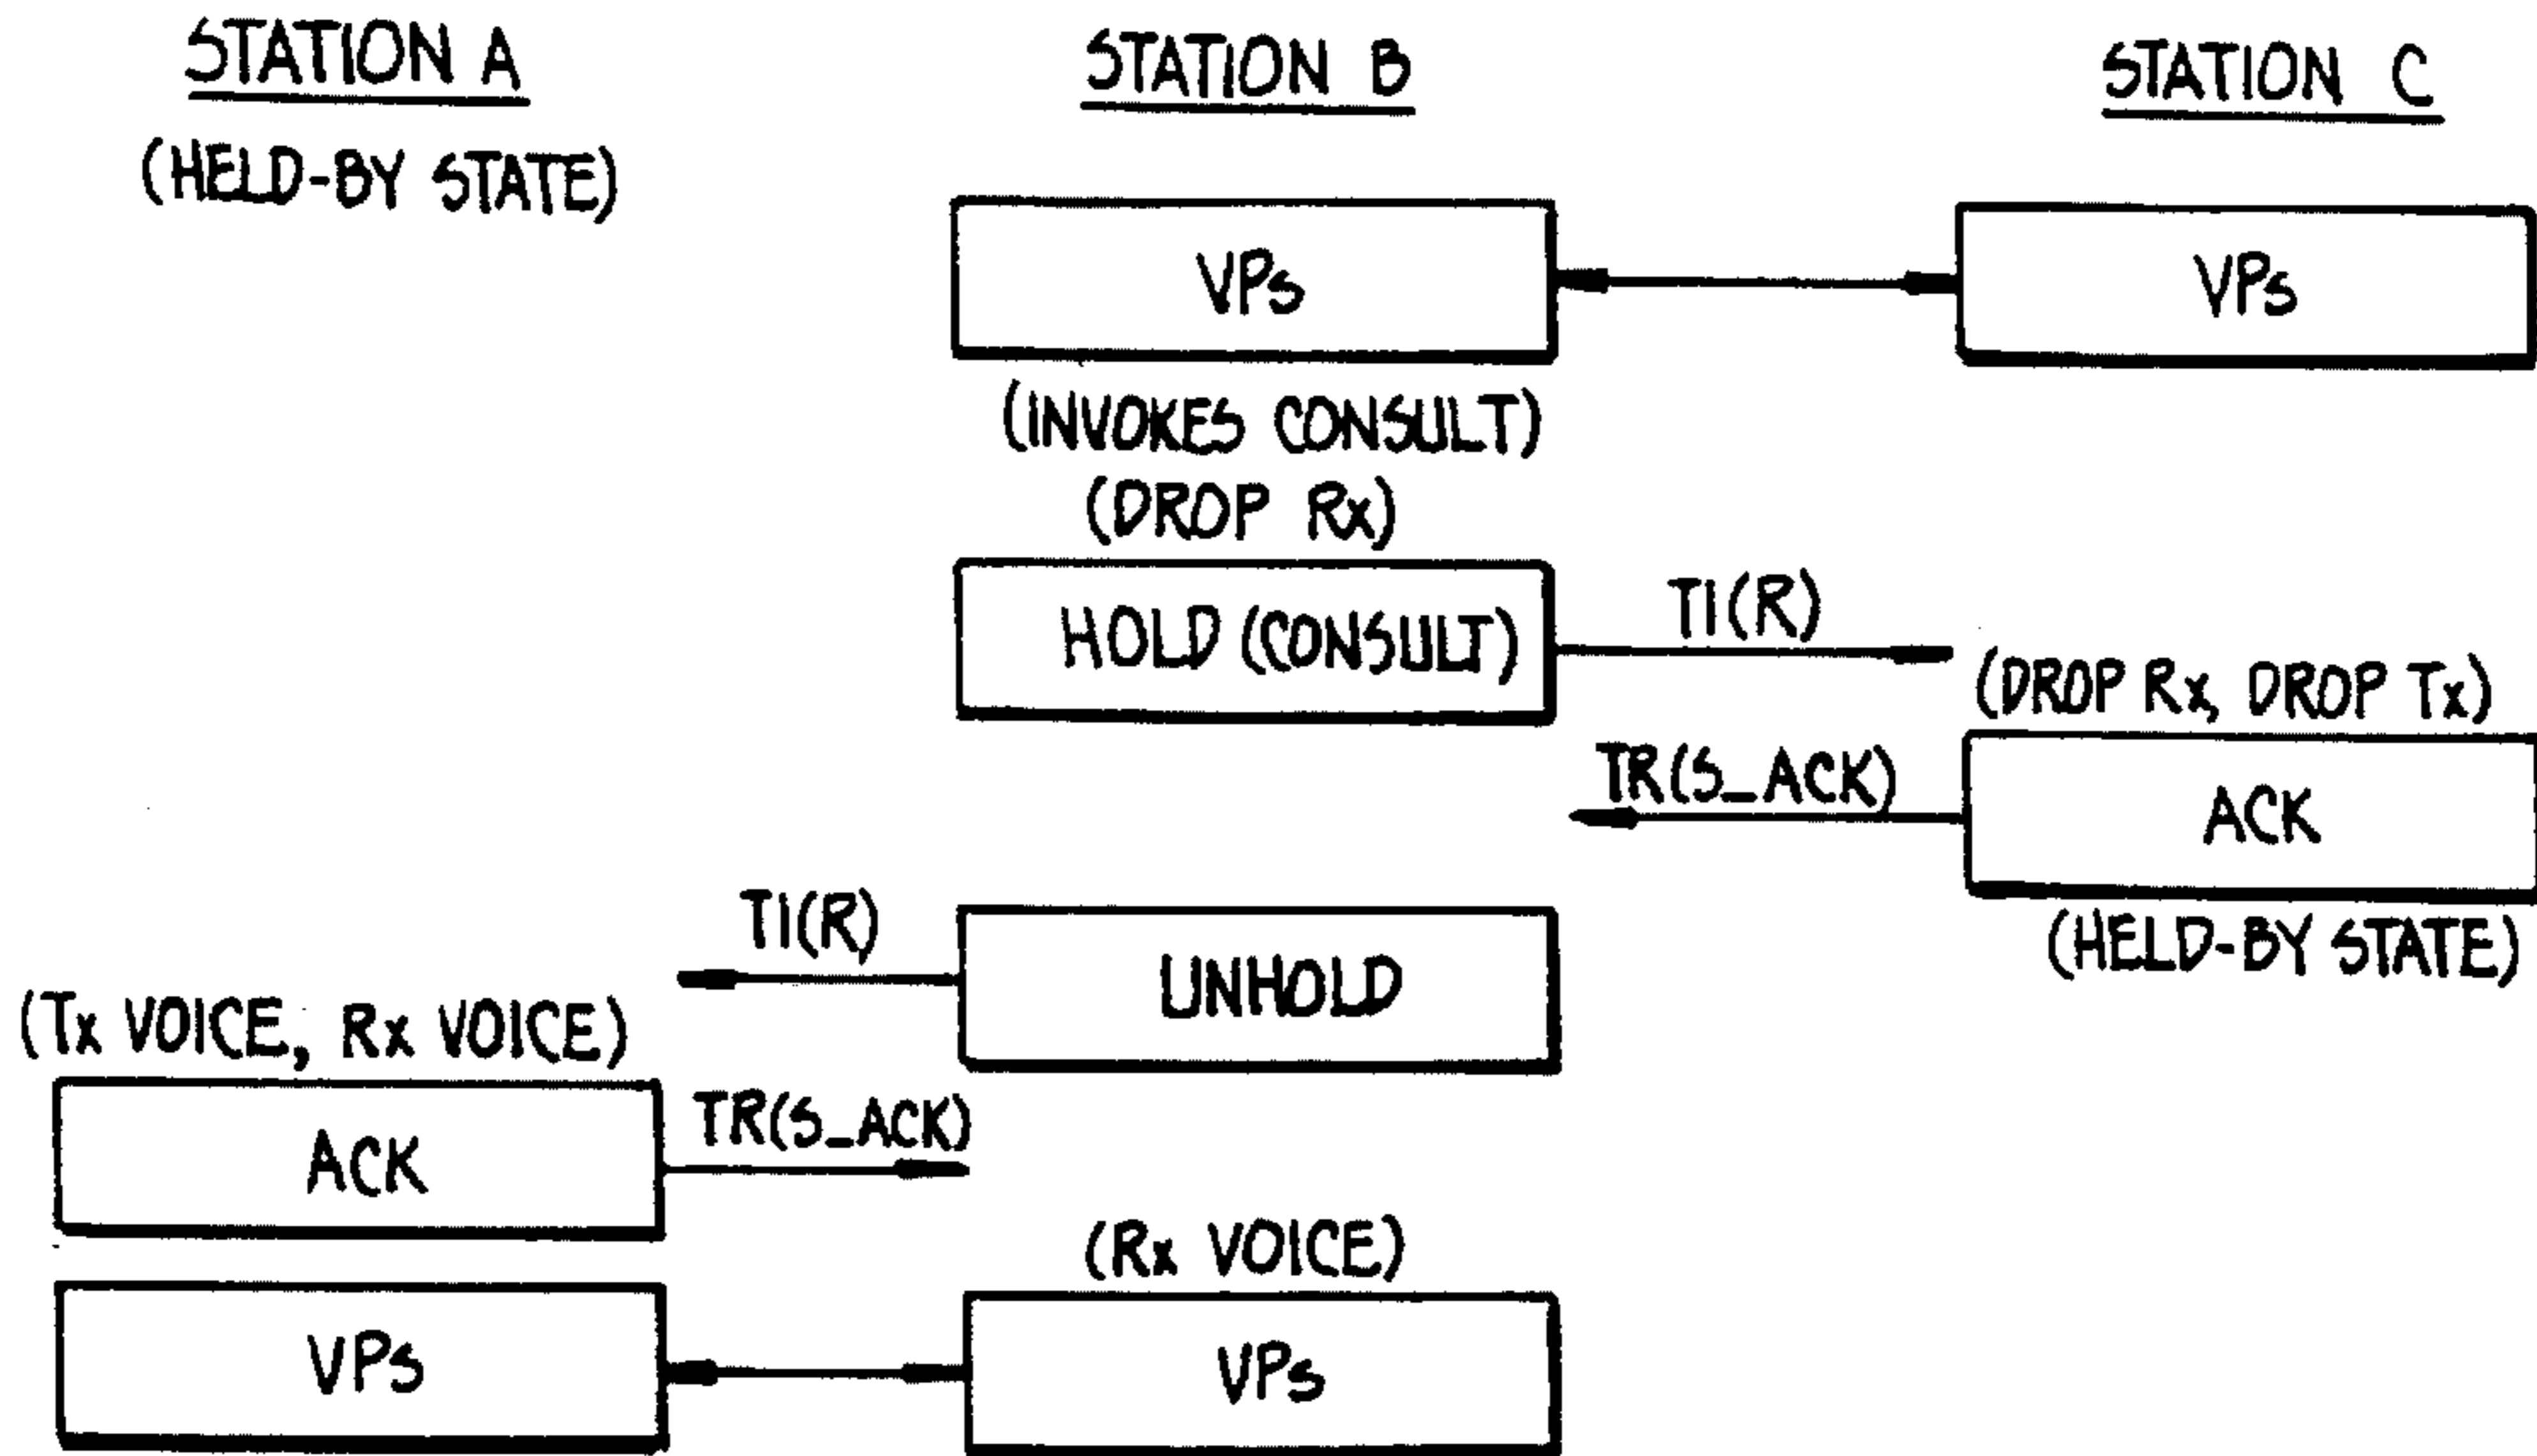 STATION A
STATION B
STATION C
(HELD-BY STATE)
VPs
VPs
(INVOKES CONSULT)
(DROP Rx)
HOLD (CONSULT)
TI(R)
(DROP Rx, DROP Tx)
TR(S_ACK)
ACK
(HELD-BY STATE)
TI(R)
UNHOLD
(Tx VOICE, Rx VOICE)
ACK
TR(S_ACK)
(Rx VOICE)
VPs
VPs